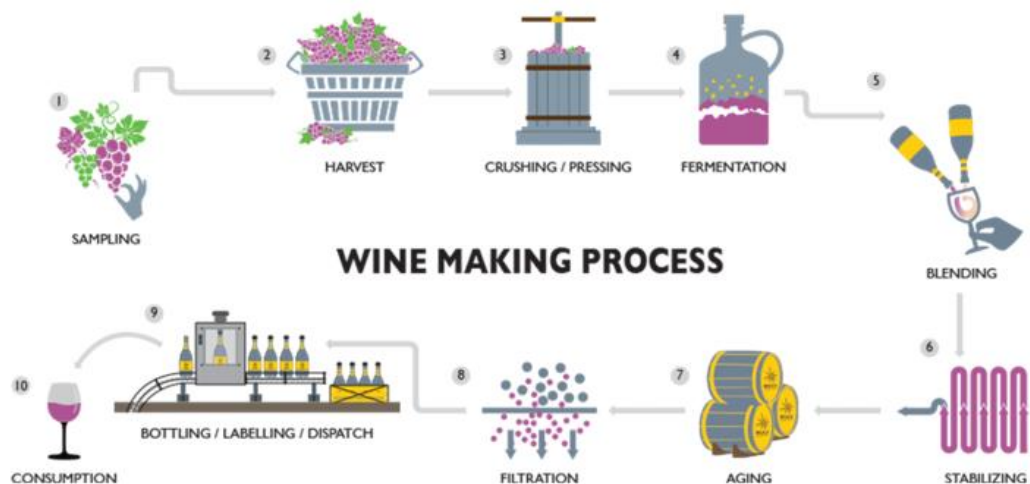 1
SAMPLING
2
HARVEST
3
CRUSHING / PRESSING
4
FERMENTATION
5
BLENDING
WINE MAKING PROCESS
6
STABILIZING
7
AGING
8
FILTRATION
9
BOTTLING / LABELLING / DISPATCH
10
CONSUMPTION